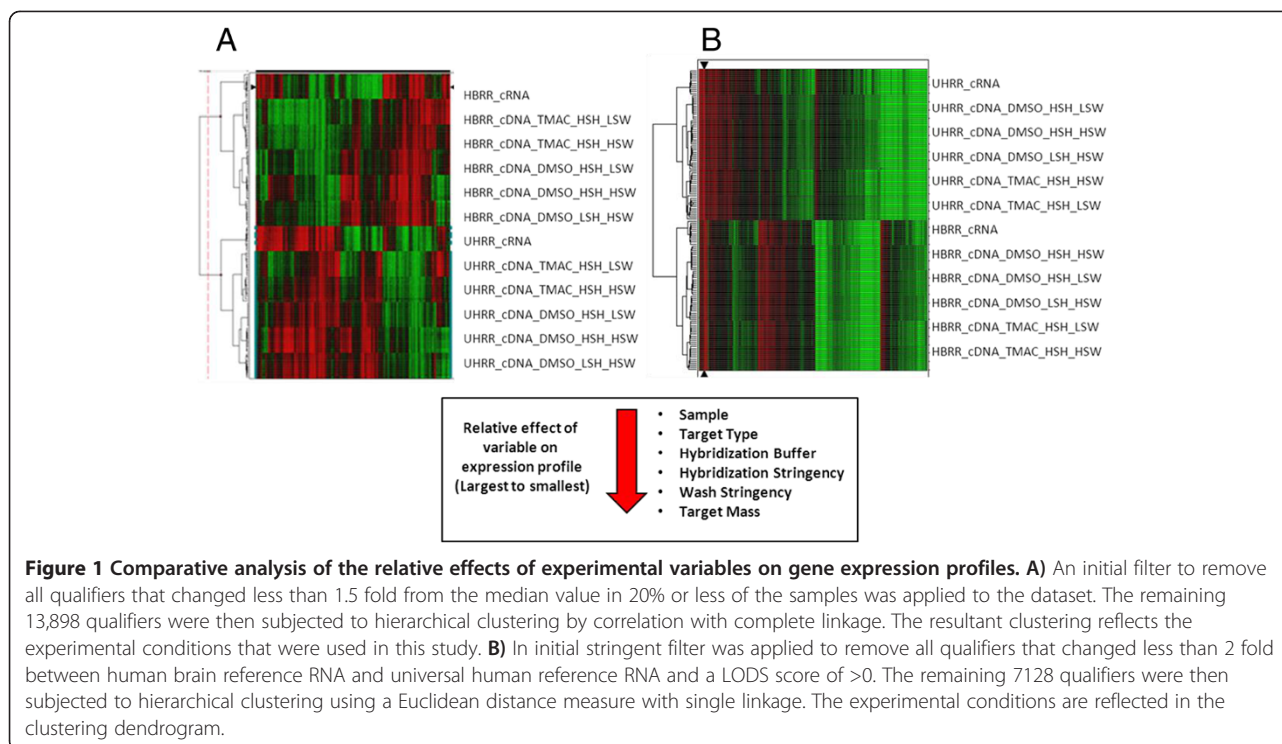 A
B
HBRR_cRNA
HBRR_cDNA_TMAC_HSH_LSW
HBRR_cDNA_TMAC_HSH_HSW
HBRR_cDNA_DMSO_HSH_LSW
HBRR_cDNA_DMSO_HSH_HSW
HBRR_cDNA_DMSO_LSH_HSW
UHRR_cRNA
UHRR_cDNA_TMAC_HSH_LSW
UHRR_cDNA_TMAC_HSH_HSW
UHRR_cDNA_DMSO_HSH_LSW
UHRR_cDNA_DMSO_HSH_HSW
UHRR_cDNA_DMSO_LSH_HSW
UHRR_cRNA
UHRR_cDNA_DMSO_HSH_LSW
UHRR_cDNA_DMSO_HSH_HSW
UHRR_cDNA_DMSO_LSH_HSW
UHRR_cDNA_TMAC_HSH_HSW
UHRR_cDNA_TMAC_HSH_LSW
HBRR_cRNA
HBRR_cDNA_DMSO_HSH_HSW
HBRR_cDNA_DMSO_HSH_LSW
HBRR_cDNA_DMSO_LSH_HSW
HBRR_cDNA_TMAC_HSH_LSW
HBRR_cDNA_TMAC_HSH_HSW
Relative effect of
variable on
expression profile
(Largest to smallest)
• Sample
• Target Type
• Hybridization Buffer
• Hybridization Stringency
• Wash Stringency
• Target Mass
Figure 1 Comparative analysis of the relative effects of experimental variables on gene expression profiles. A) An initial filter to remove
all qualifiers that changed less than 1.5 fold from the median value in 20% or less of the samples was applied to the dataset. The remaining
13,898 qualifiers were then subjected to hierarchical clustering by correlation with complete linkage. The resultant clustering reflects the
experimental conditions that were used in this study. B) In initial stringent filter was applied to remove all qualifiers that changed less than 2 fold
between human brain reference RNA and universal human reference RNA and a LODS score of >0. The remaining 7128 qualifiers were then
subjected to hierarchical clustering using a Euclidean distance measure with single linkage. The experimental conditions are reflected in the
clustering dendrogram.